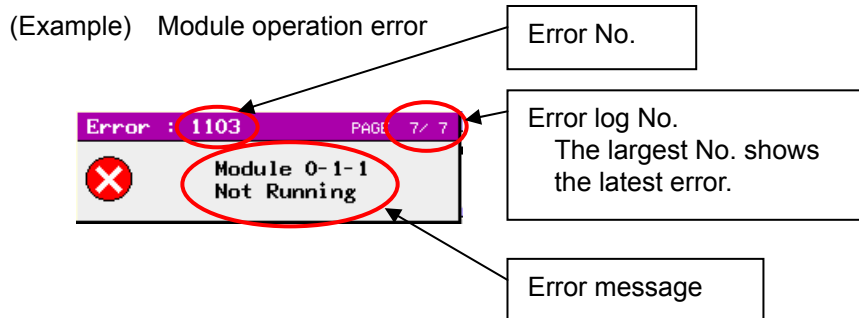 (Example) Module operation error
Error No.
Error : 1103 PAGE 7/ 7
Module 0-1-1
Not Running
Error log No.
The largest No. shows
the latest error.
Error message